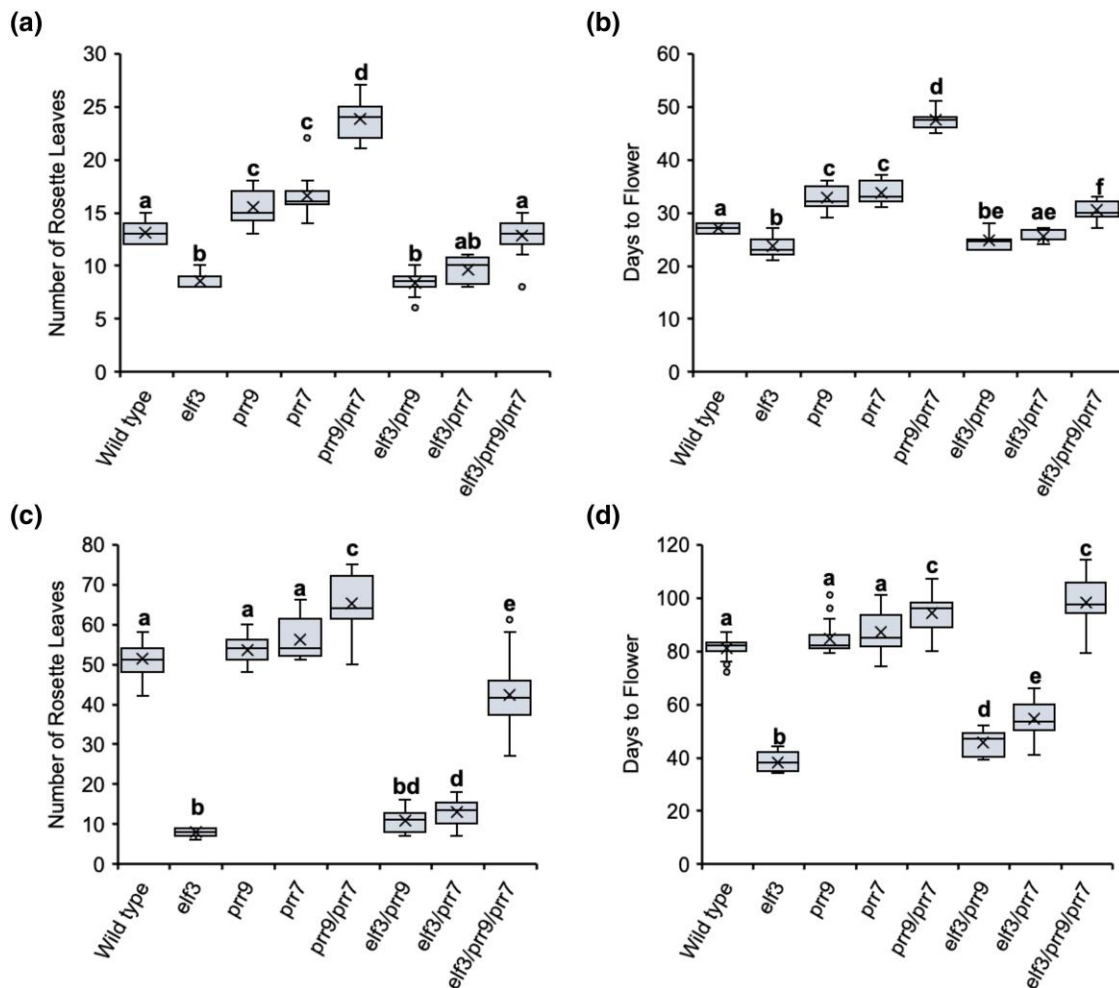 (a)
Number of Rosette Leaves
30
25
20
15
10
5
0
a
b
c
c
d
b
ab
a
Wild type
elf3
prr9
prr7
prr9/prr7
elf3/prr9
elf3/prr7
elf3/prr9/prr7
(b)
Days to Flower
60
50
40
30
20
10
0
a
b
c
c
d
be
ae
f
Wild type
elf3
prr9
prr7
prr9/prr7
elf3/prr9
elf3/prr7
elf3/prr9/prr7
(c)
Number of Rosette Leaves
80
70
60
50
40
30
20
10
0
a
b
a
a
c
bd
d
e
Wild type
elf3
prr9
prr7
prr9/prr7
elf3/prr9
elf3/prr7
elf3/prr9/prr7
(d)
Days to Flower
120
100
80
60
40
20
0
a
b
a
a
c
d
e
c
Wild type
elf3
prr9
prr7
prr9/prr7
elf3/prr9
elf3/prr7
elf3/prr9/prr7